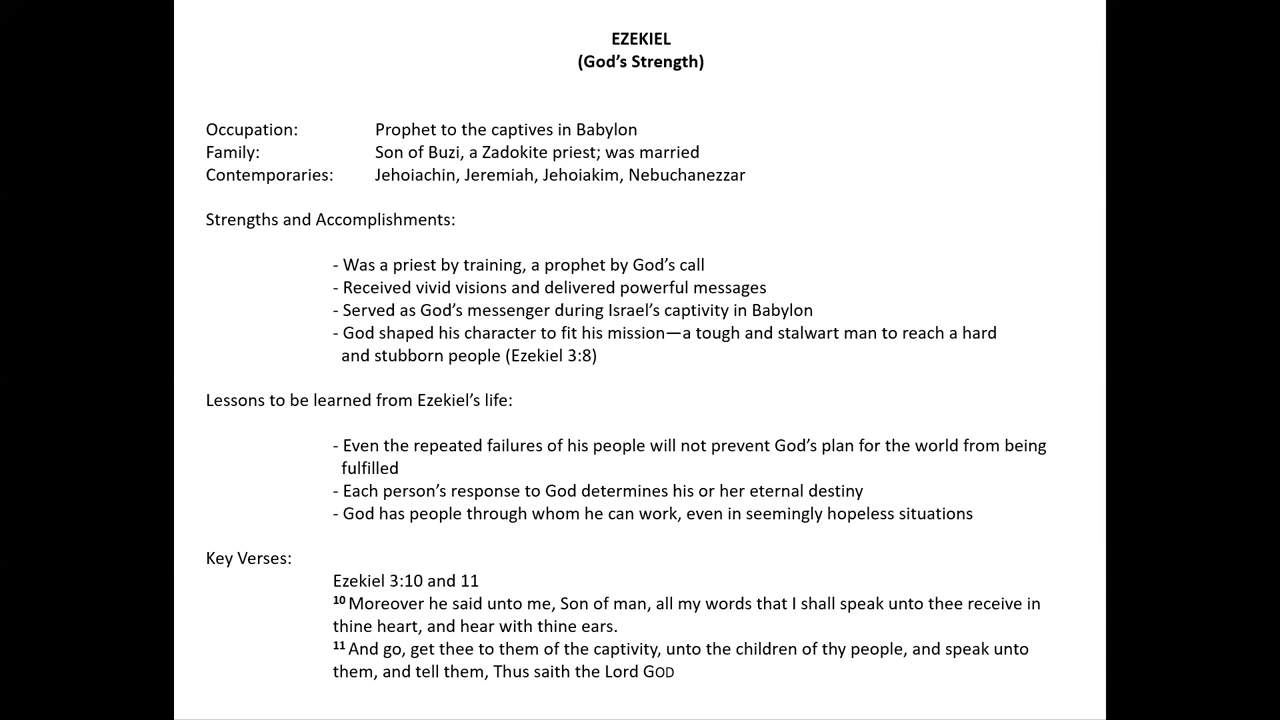 EZEKIEL
(God’s Strength)
Occupation: Prophet to the captives in Babylon
Family: Son of Buzi, a Zadokite priest; was married
Contemporaries: Jehoiachin, Jeremiah, Jehoiakim, Nebuchanezzar
Strengths and Accomplishments:
- Was a priest by training, a prophet by God’s call
- Received vivid visions and delivered powerful messages
- Served as God’s messenger during Israel’s captivity in Babylon
- God shaped his character to fit his mission—a tough and stalwart man to reach a hard
and stubborn people (Ezekiel 3:8)
Lessons to be learned from Ezekiel’s life:
- Even the repeated failures of his people will not prevent God’s plan for the world from being
fulfilled
- Each person’s response to God determines his or her eternal destiny
- God has people through whom he can work, even in seemingly hopeless situations
Key Verses:
Ezekiel 3:10 and 11
10 Moreover he said unto me, Son of man, all my words that I shall speak unto thee receive in
thine heart, and hear with thine ears.
11 And go, get thee to them of the captivity, unto the children of thy people, and speak unto
them, and tell them, Thus saith the Lord GOD